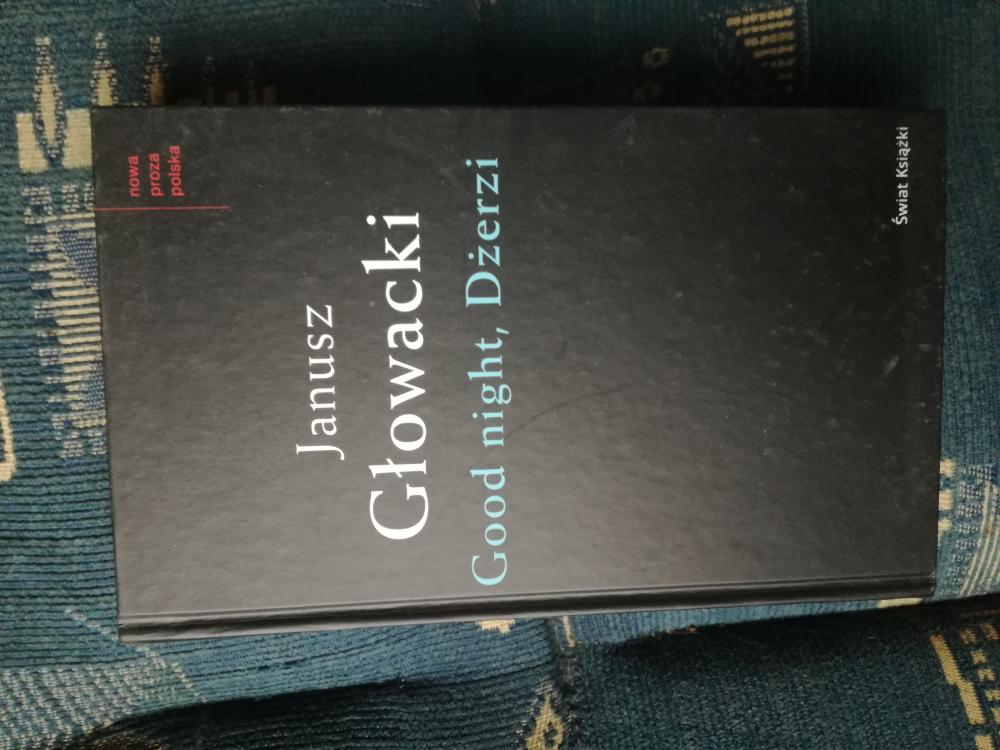 nowa
proza
polska
Janusz
Głowacki
Good night, Dżerzi
Świat Książki